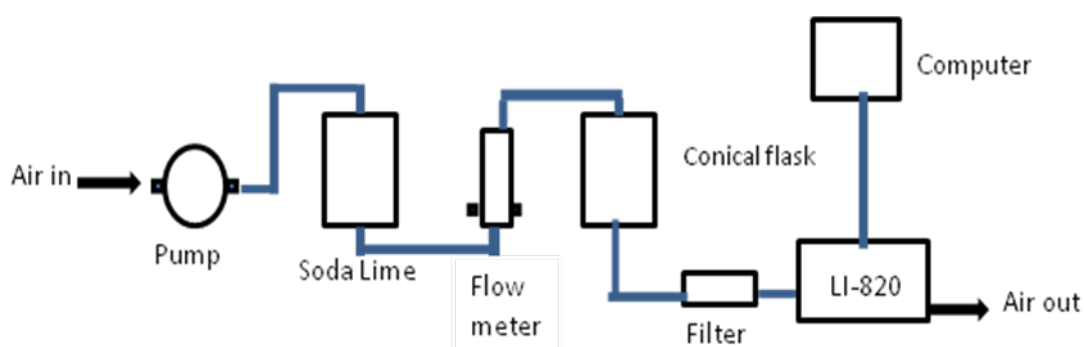 Air in
Pump
Soda Lime
Flow
meter
Conical flask
Filter
LI-820
Computer
Air out